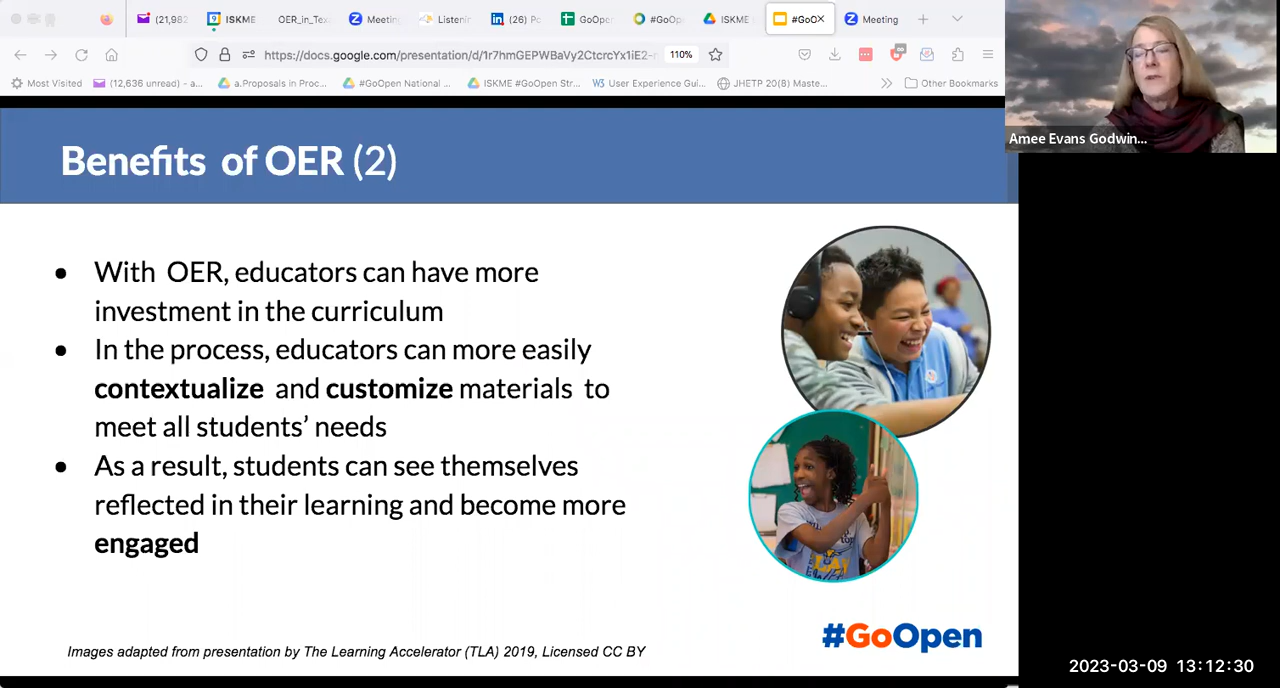 (21,982
ISKME
OER_in_Tex
Meeting
Listenin
(26) Po
GoOpen
#GoOp
ISKME
#GoO
Meeting
https://docs.google.com/presentation/d/1r7hmGEPWBaVy2CtcrcYx1iE2-
110%
Most Visited
(12,636 unread) - a...
a.Proposals in Proc...
#GoOpen National ...
ISKME #GoOpen Str...
User Experience Gui...
JHETP 20(8) Maste...
Other Bookmarks
Amee Evans Godwin...
Benefits of OER (2)
● With OER, educators can have more
investment in the curriculum
● In the process, educators can more easily
contextualize and customize materials to
meet all students’ needs
● As a result, students can see themselves
reflected in their learning and become more
engaged
#GoOpen
Images adapted from presentation by The Learning Accelerator (TLA) 2019, Licensed CC BY
2023-03-09 13:12:30